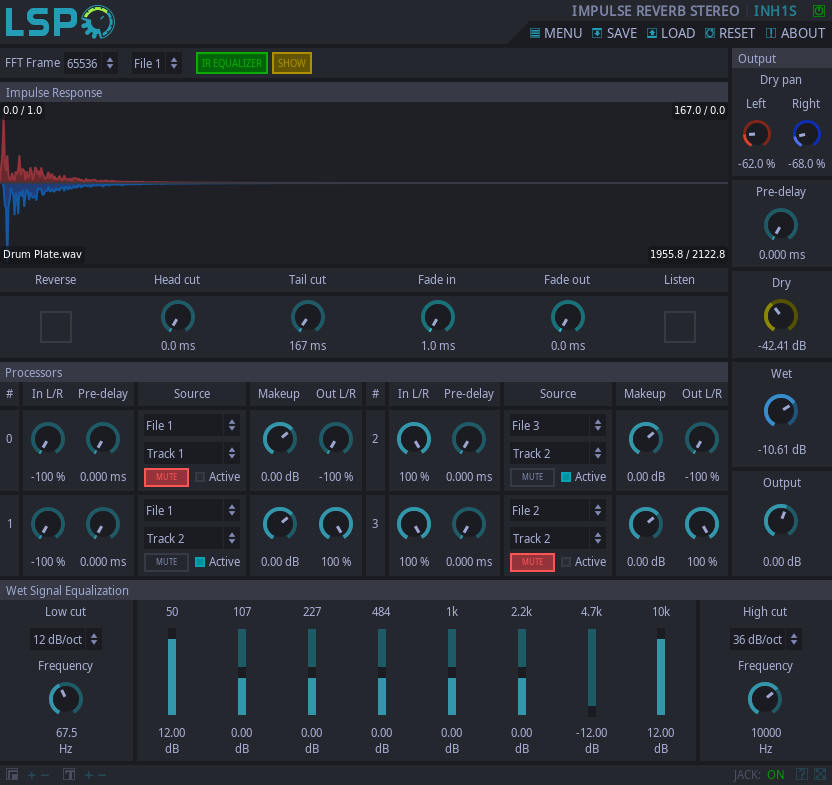 LSP
IMPULSE REVERB STEREO INH1S
MENU SAVE LOAD RESET ABOUT
FFT Frame 65536 File 1 IR EQUALIZER SHOW
Output
Dry pan
Left Right
-62.0 % -68.0 %
Pre-delay
0.000 ms
Dry
-42.41 dB
Wet
-10.61 dB
Output
0.00 dB
Impulse Response
0.0 / 1.0 167.0 / 0.0
Drum Plate.wav 1955.8 / 2122.8
Reverse Head cut Tail cut Fade in Fade out Listen
0.0 ms 167 ms 1.0 ms 0.0 ms
Processors
# In L/R Pre-delay Source Makeup Out L/R # In L/R Pre-delay Source Makeup Out L/R
File 1 File 3
0 2
Track 1 Track 2
-100 % 0.000 ms MUTE Active 0.00 dB -100 % 100 % 0.000 ms MUTE Active 0.00 dB -100 %
File 1 File 2
1 3
Track 2 Track 2
-100 % 0.000 ms MUTE Active 0.00 dB 100 % 100 % 0.000 ms MUTE Active 0.00 dB 100 %
Wet Signal Equalization
Low cut 50 107 227 484 1k 2.2k 4.7k 10k High cut
12 dB/oct 36 dB/oct
Frequency Frequency
67.5 12.00 0.00 0.00 0.00 0.00 0.00 -12.00 12.00 10000
Hz dB dB dB dB dB dB dB dB Hz
+ − T + − JACK: ON ?